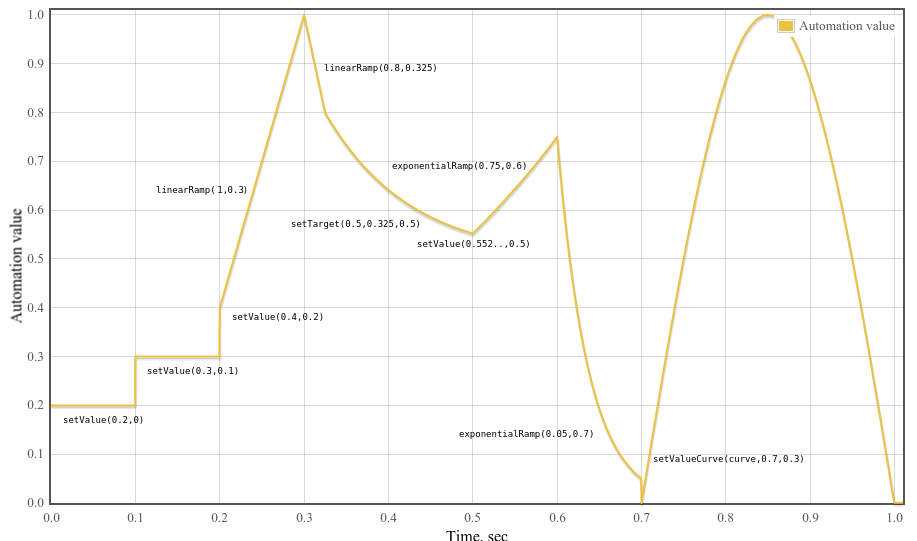 1.0
Automation value
0.9
linearRamp(0.8,0.325)
0.8
0.7
exponentialRamp(0.75,0.6)
linearRamp(1,0.3)
0.6
setTarget(0.5,0.325,0.5)
setValue(0.552..,0.5)
0.5
Automation value
0.4
setValue(0.4,0.2)
0.3
setValue(0.3,0.1)
0.2
setValue(0.2,0)
exponentialRamp(0.05,0.7)
0.1
setValueCurve(curve,0.7,0.3)
0.0
0.0 0.1 0.2 0.3 0.4 0.5 0.6 0.7 0.8 0.9 1.0
Time, sec